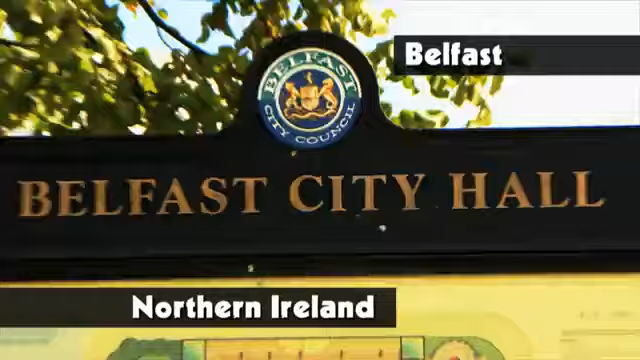 Belfast
BELFAST
CITY COUNCIL
BELFAST CITY HALL
Northern Ireland